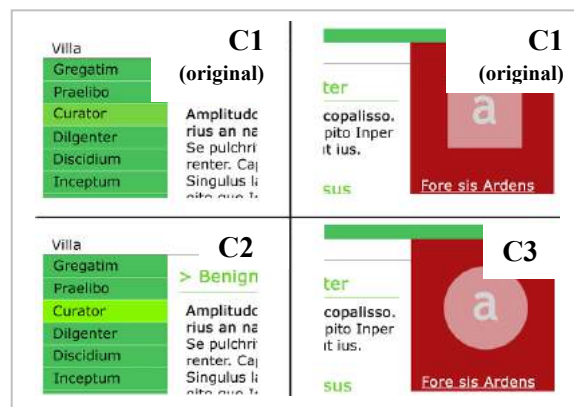 C1
(original)
Villa
Gregatim
Praelibo
Curator
Dilgenter
Discidium
Inceptum
Amplitudo
rius an na
Se pulchri
renter. Ca
Singulus la
C1
(original)
ter
copalisso.
pito Inper
t ius.
sus
a
Fore sis Ardens
C2
Villa
Gregatim
Praelibo
Curator
Dilgenter
Discidium
Inceptum
> Benign
Amplitudo
rius an na
Se pulchri
renter. Ca
Singulus la
C3
ter
copalisso.
pito Inper
t ius.
sus
a
Fore sis Ardens